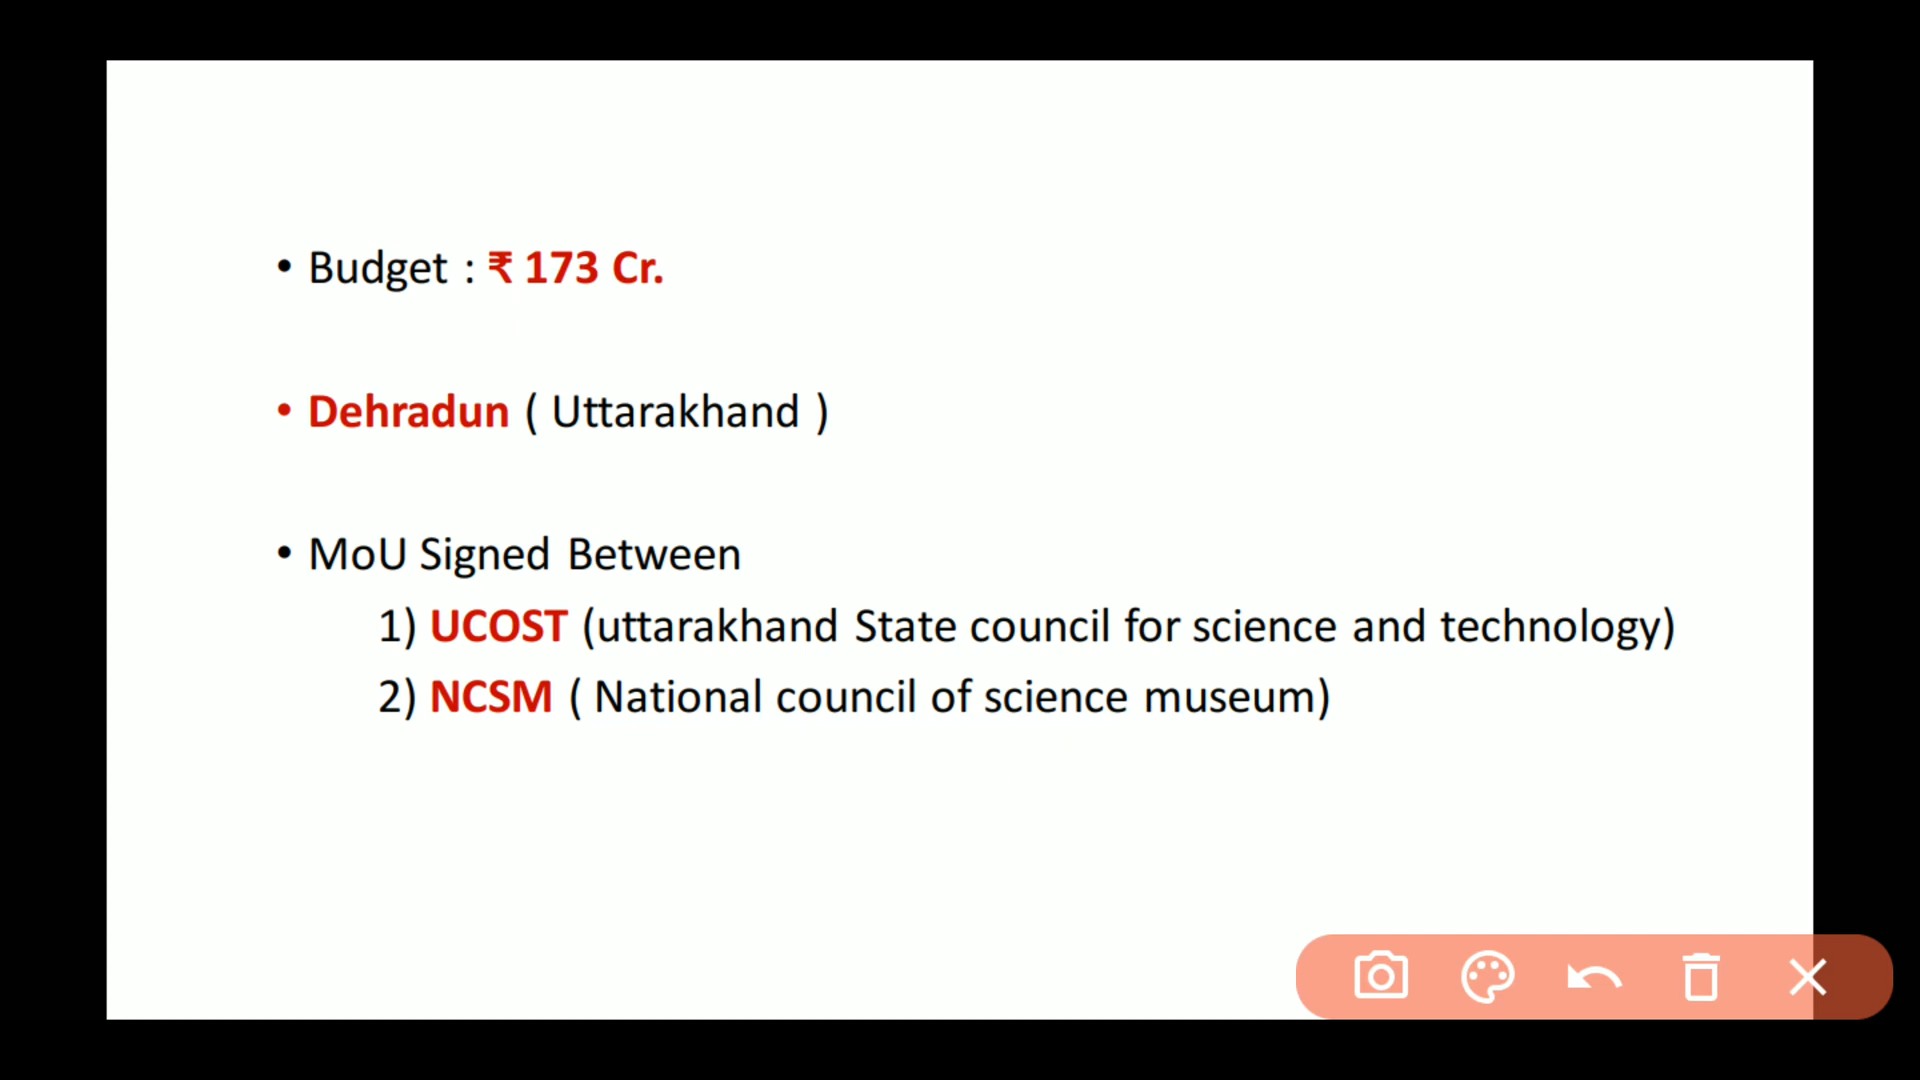 • Budget : ₹ 173 Cr.
• Dehradun ( Uttarakhand )
• MoU Signed Between
1) UCOST (uttarakhand State council for science and technology)
2) NCSM ( National council of science museum)